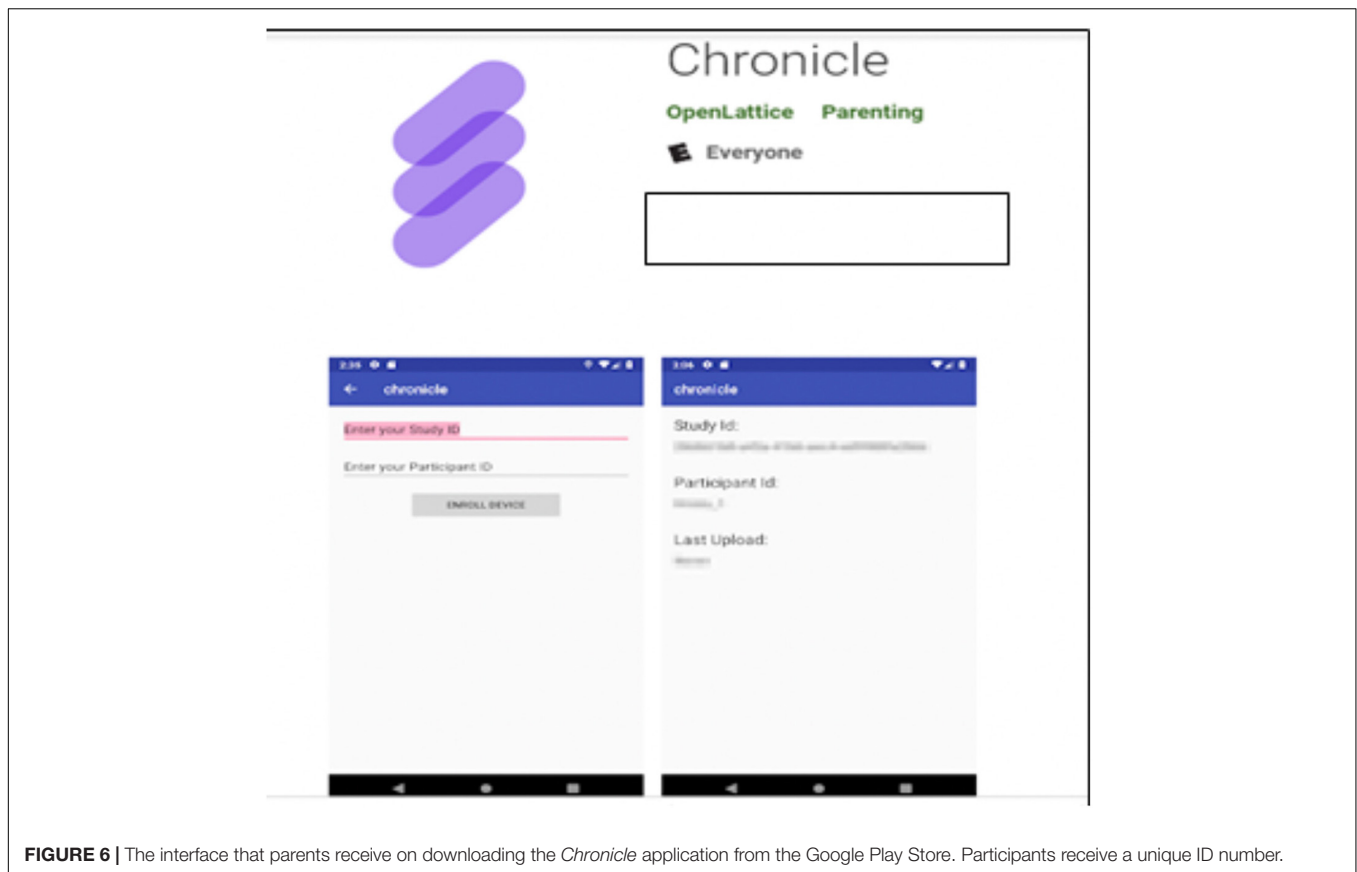 Chronicle
OpenLattice Parenting
E Everyone
2:35
chronicle
Enter your Study ID
Enter your Participant ID
ENROLL DEVICE
chronicle
Study Id:
Participant Id:
Last Upload:
FIGURE 6 | The interface that parents receive on downloading the Chronicle application from the Google Play Store. Participants receive a unique ID number.